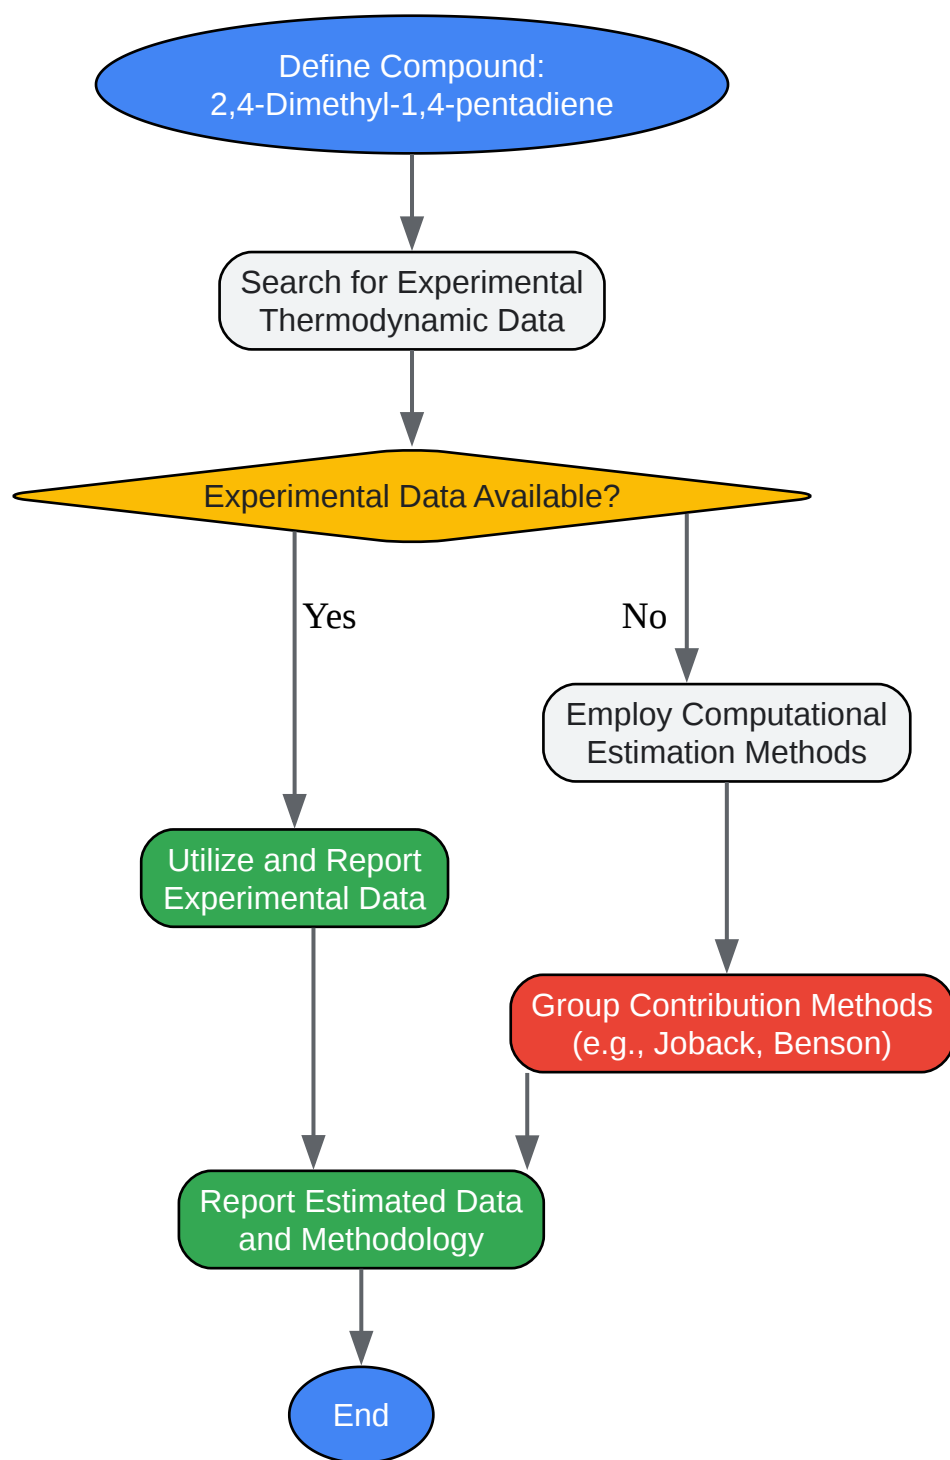 Define Compound:
2,4-Dimethyl-1,4-pentadiene
Search for Experimental
Thermodynamic Data
Experimental Data Available?
Yes
No
Employ Computational
Estimation Methods
Utilize and Report
Experimental Data
Group Contribution Methods
(e.g., Joback, Benson)
Report Estimated Data
and Methodology
End